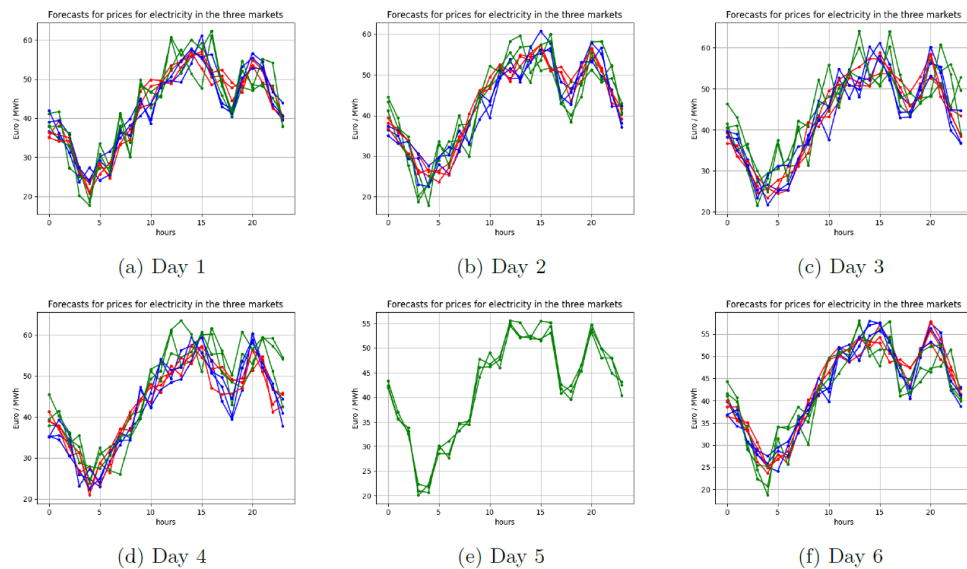 Forecasts for prices for electricity in the three markets
60
50
40
30
20
Euro / MWh
0 5 10 15 20
hours
(a) Day 1
Forecasts for prices for electricity in the three markets
60
50
40
30
20
Euro / MWh
0 5 10 15 20
hours
(b) Day 2
Forecasts for prices for electricity in the three markets
60
50
40
30
20
Euro / MWh
0 5 10 15 20
hours
(c) Day 3
Forecasts for prices for electricity in the three markets
60
50
40
30
20
Euro / MWh
0 5 10 15 20
hours
(d) Day 4
Forecasts for prices for electricity in the three markets
55
50
45
40
35
30
25
20
Euro / MWh
0 5 10 15 20
hours
(e) Day 5
Forecasts for prices for electricity in the three markets
55
50
45
40
35
30
25
20
Euro / MWh
0 5 10 15 20
hours
(f) Day 6